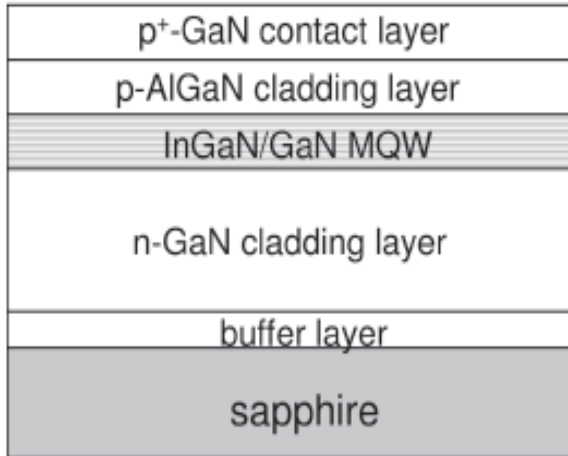 p⁺-GaN contact layer
p-AlGaN cladding layer
InGaN/GaN MQW
n-GaN cladding layer
buffer layer
sapphire